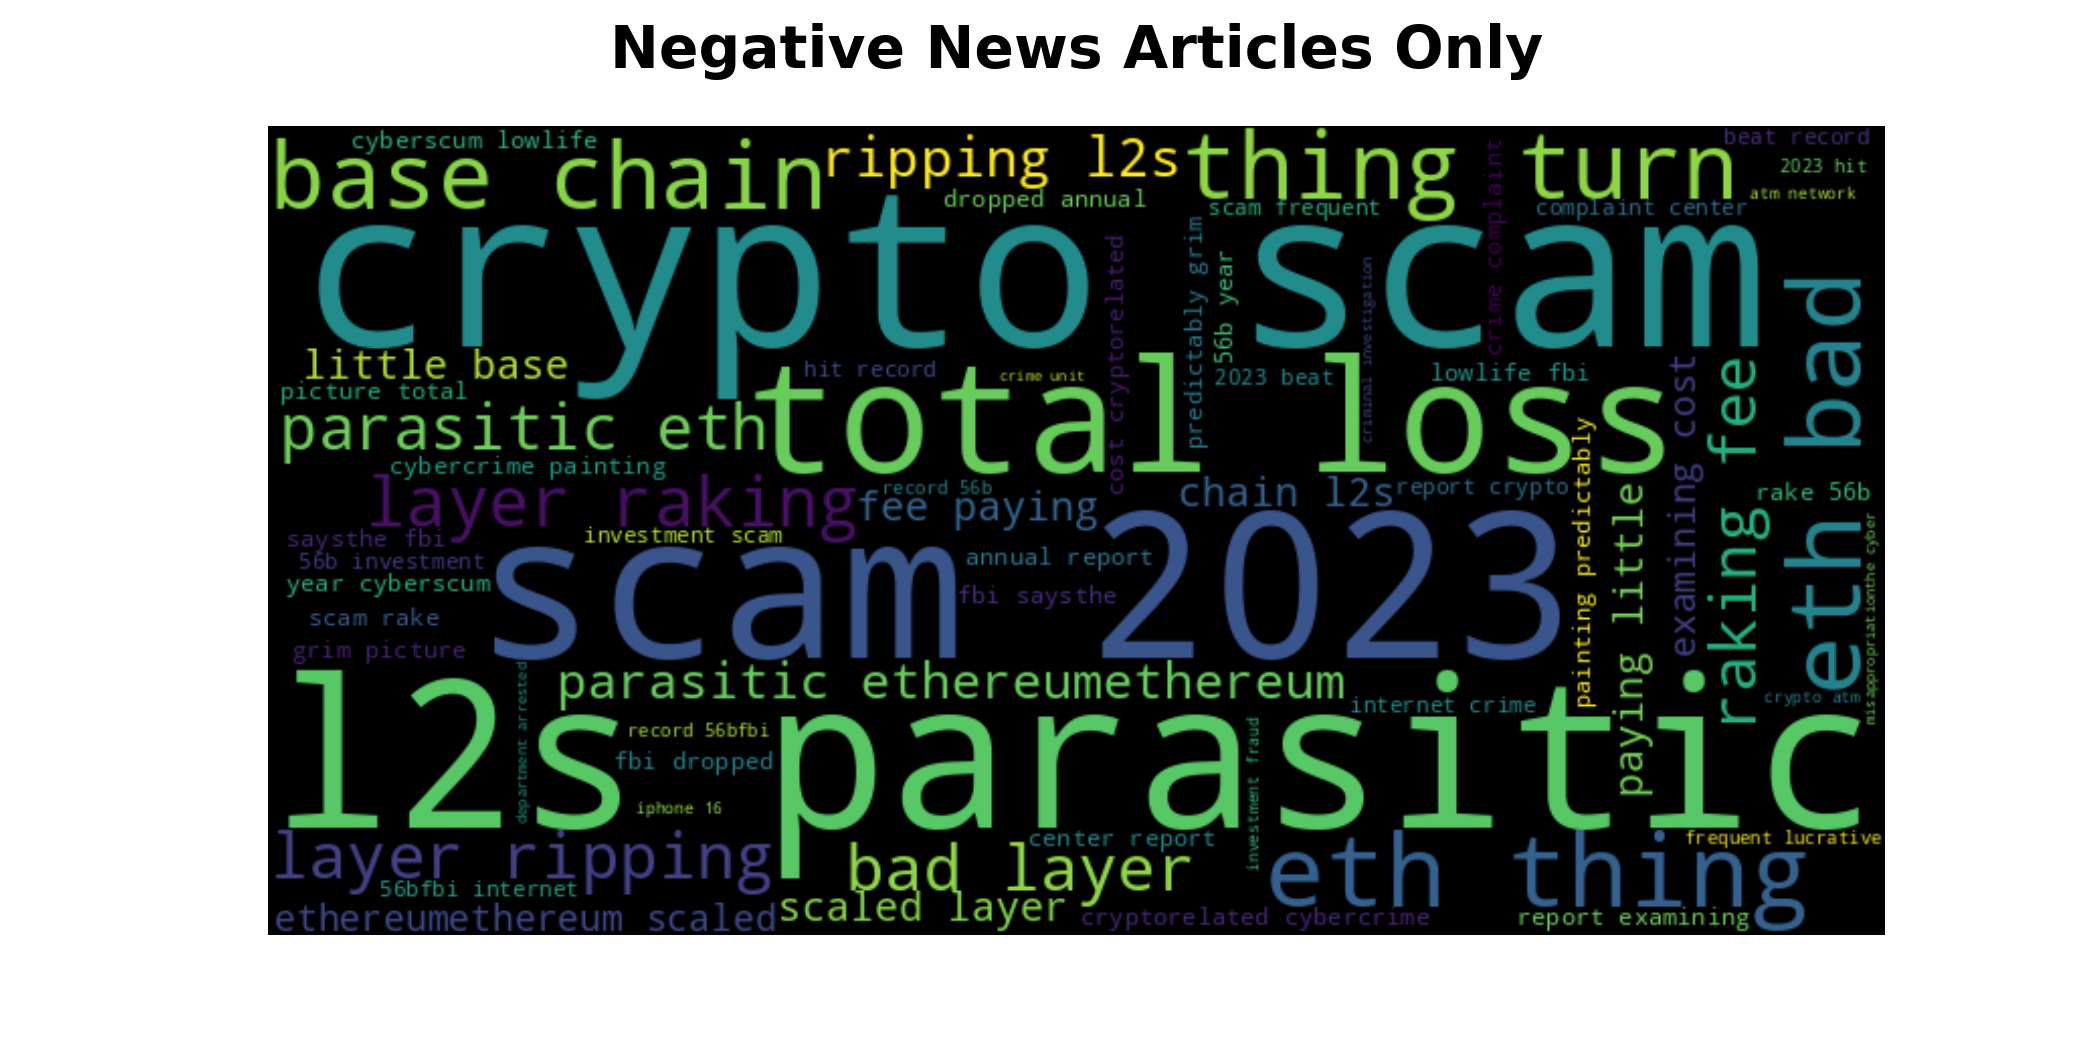 Negative News Articles Only
cyberscum lowlife
base chain
ripping l2s
thing turn
beat record
2023 hit
atm network
dropped annual
scam frequent
complaint center
crime complaint
crypto scam
predictably grim
56b year
cost cryptorelated
criminal investigation
eth bad
little base
hit record
crime unit
2023 beat
lowlife fbi
picture total
total loss
parasitic eth
examining cost
raking fee
cybercrime painting
layer raking
record 56b
fee paying
chain l2s
report crypto
painting predictably
paying little
rake 56b
saysthe fbi
investment scam
56b investment
annual report
scam 2023
year cyberscum
fbi saysthe
scam rake
grim picture
misappropriationthe cyber
department arrested
parasitic ethereumethereum
internet crime
crypto atm
l2s parasitic
record 56bfbi
fbi dropped
investment fraud
iphone 16
layer ripping
center report
frequent lucrative
bad layer
eth thing
56bfbi internet
scaled layer
ethereumethereum scaled
cryptorelated cybercrime
report examining